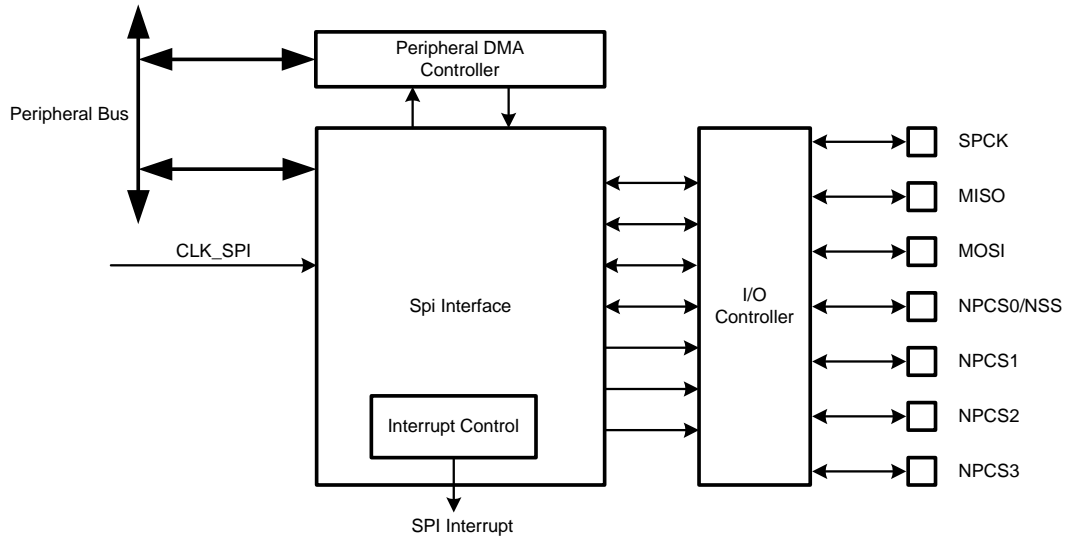 Peripheral DMA
Controller
Peripheral Bus
SPCK
MISO
CLK_SPI
MOSI
Spi Interface
I/O
Controller
NPCS0/NSS
NPCS1
Interrupt Control
NPCS2
NPCS3
SPI Interrupt